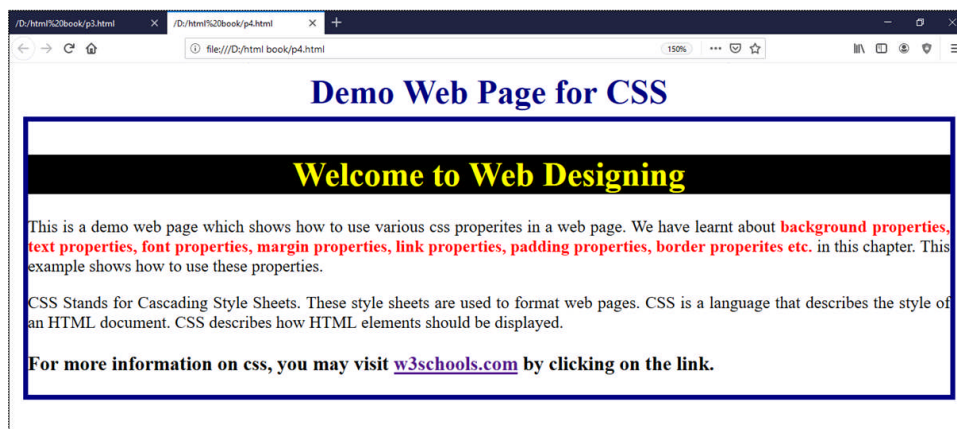 /D:/html%20book/p3.html
/D:/html%20book/p4.html
file:///D:/html book/p4.html
150%
Demo Web Page for CSS
Welcome to Web Designing
This is a demo web page which shows how to use various css properites in a web page. We have learnt about background properties,
text properties, font properties, margin properties, link properties, padding properties, border properites etc. in this chapter. This
example shows how to use these properties.
CSS Stands for Cascading Style Sheets. These style sheets are used to format web pages. CSS is a language that describes the style of
an HTML document. CSS describes how HTML elements should be displayed.
For more information on css, you may visit w3schools.com by clicking on the link.